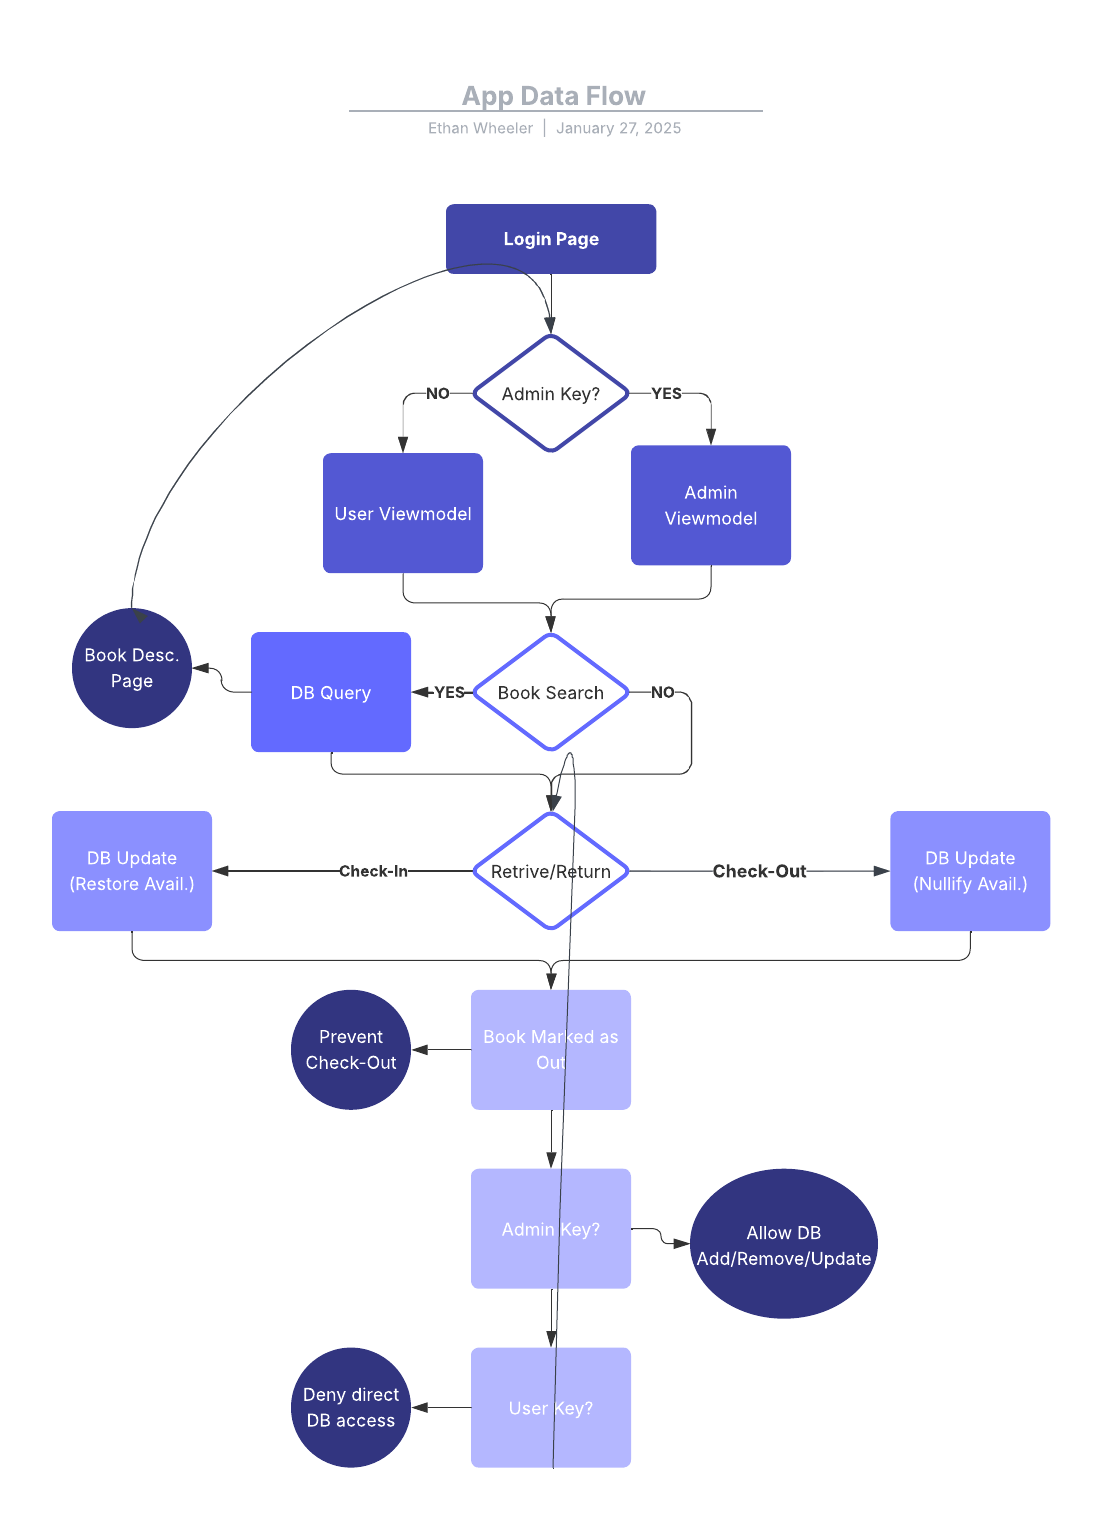 App Data Flow
Ethan Wheeler | January 27, 2025
Login Page
Admin Key?
NO
YES
User Viewmodel
Admin
Viewmodel
Book Desc.
Page
DB Query
YES
Book Search
NO
DB Update
(Restore Avail.)
Check-In
Retrive/Return
Check-Out
DB Update
(Nullify Avail.)
Prevent
Check-Out
Book Marked as
Out
Admin Key?
Allow DB
Add/Remove/Update
Deny direct
DB access
User Key?